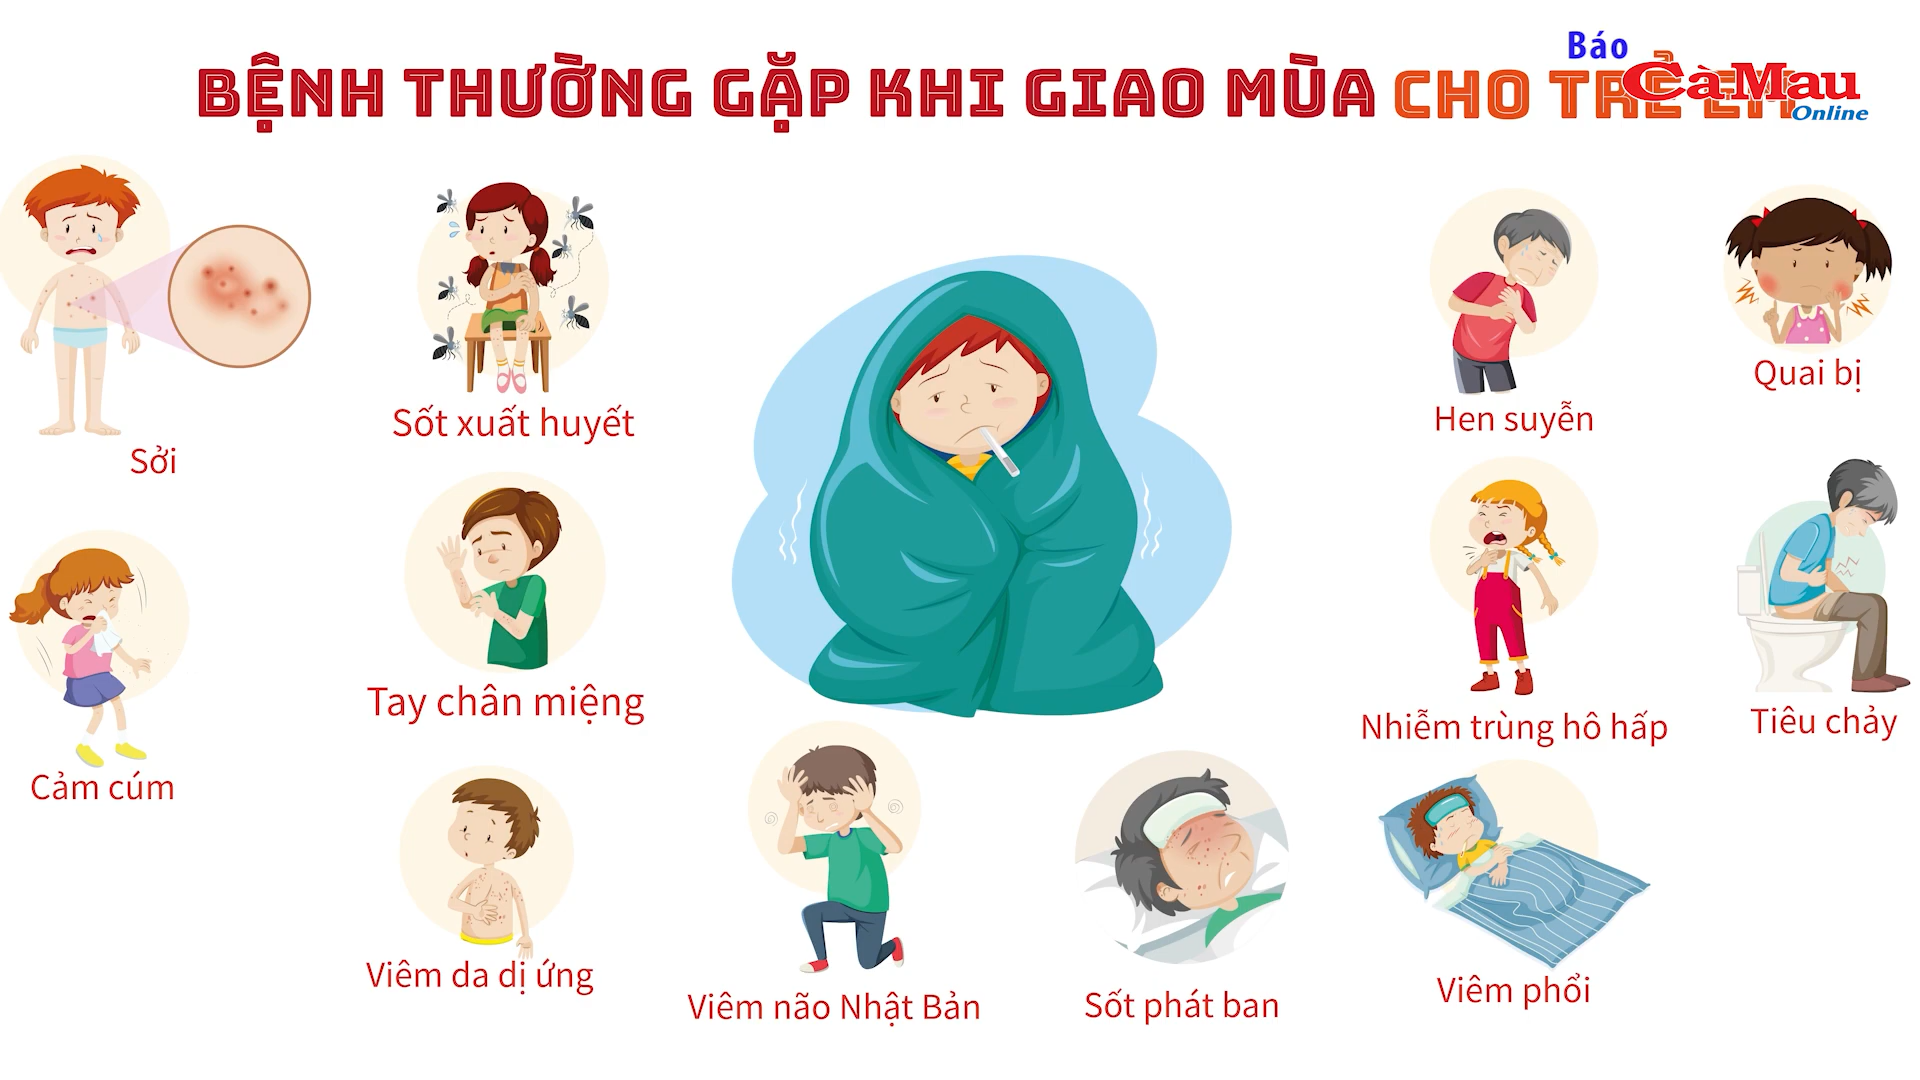 BỆNH THƯỜNG GẶP KHI GIAO MÙA CHO TRẺ EM
Báo
Cà Mau
Online
Sởi
Sốt xuất huyết
Hen suyễn
Quai bị
Cảm cúm
Tay chân miệng
Nhiễm trùng hô hấp
Tiêu chảy
Viêm da dị ứng
Viêm não Nhật Bản
Sốt phát ban
Viêm phổi